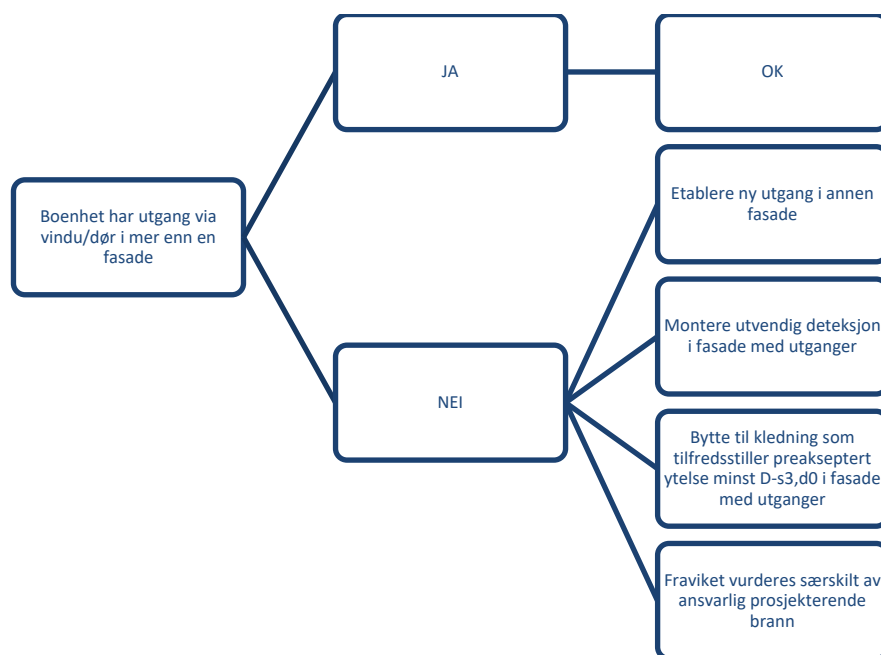 Boenhet har utgang via
vindu/dør i mer enn en
fasade
JA
OK
NEI
Etablere ny utgang i annen
fasade
Montere utvendig deteksjon
i fasade med utganger
Bytte til kledning som
tilfredsstiller preakseptert
ytelse minst D-s3,d0 i fasade
med utganger
Fraviket vurderes særskilt av
ansvarlig prosjekterende
brann